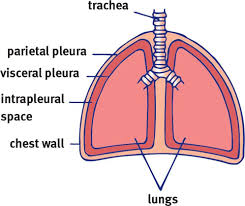 trachea
parietal pleura
visceral pleura
intrapleural
space
chest wall
lungs